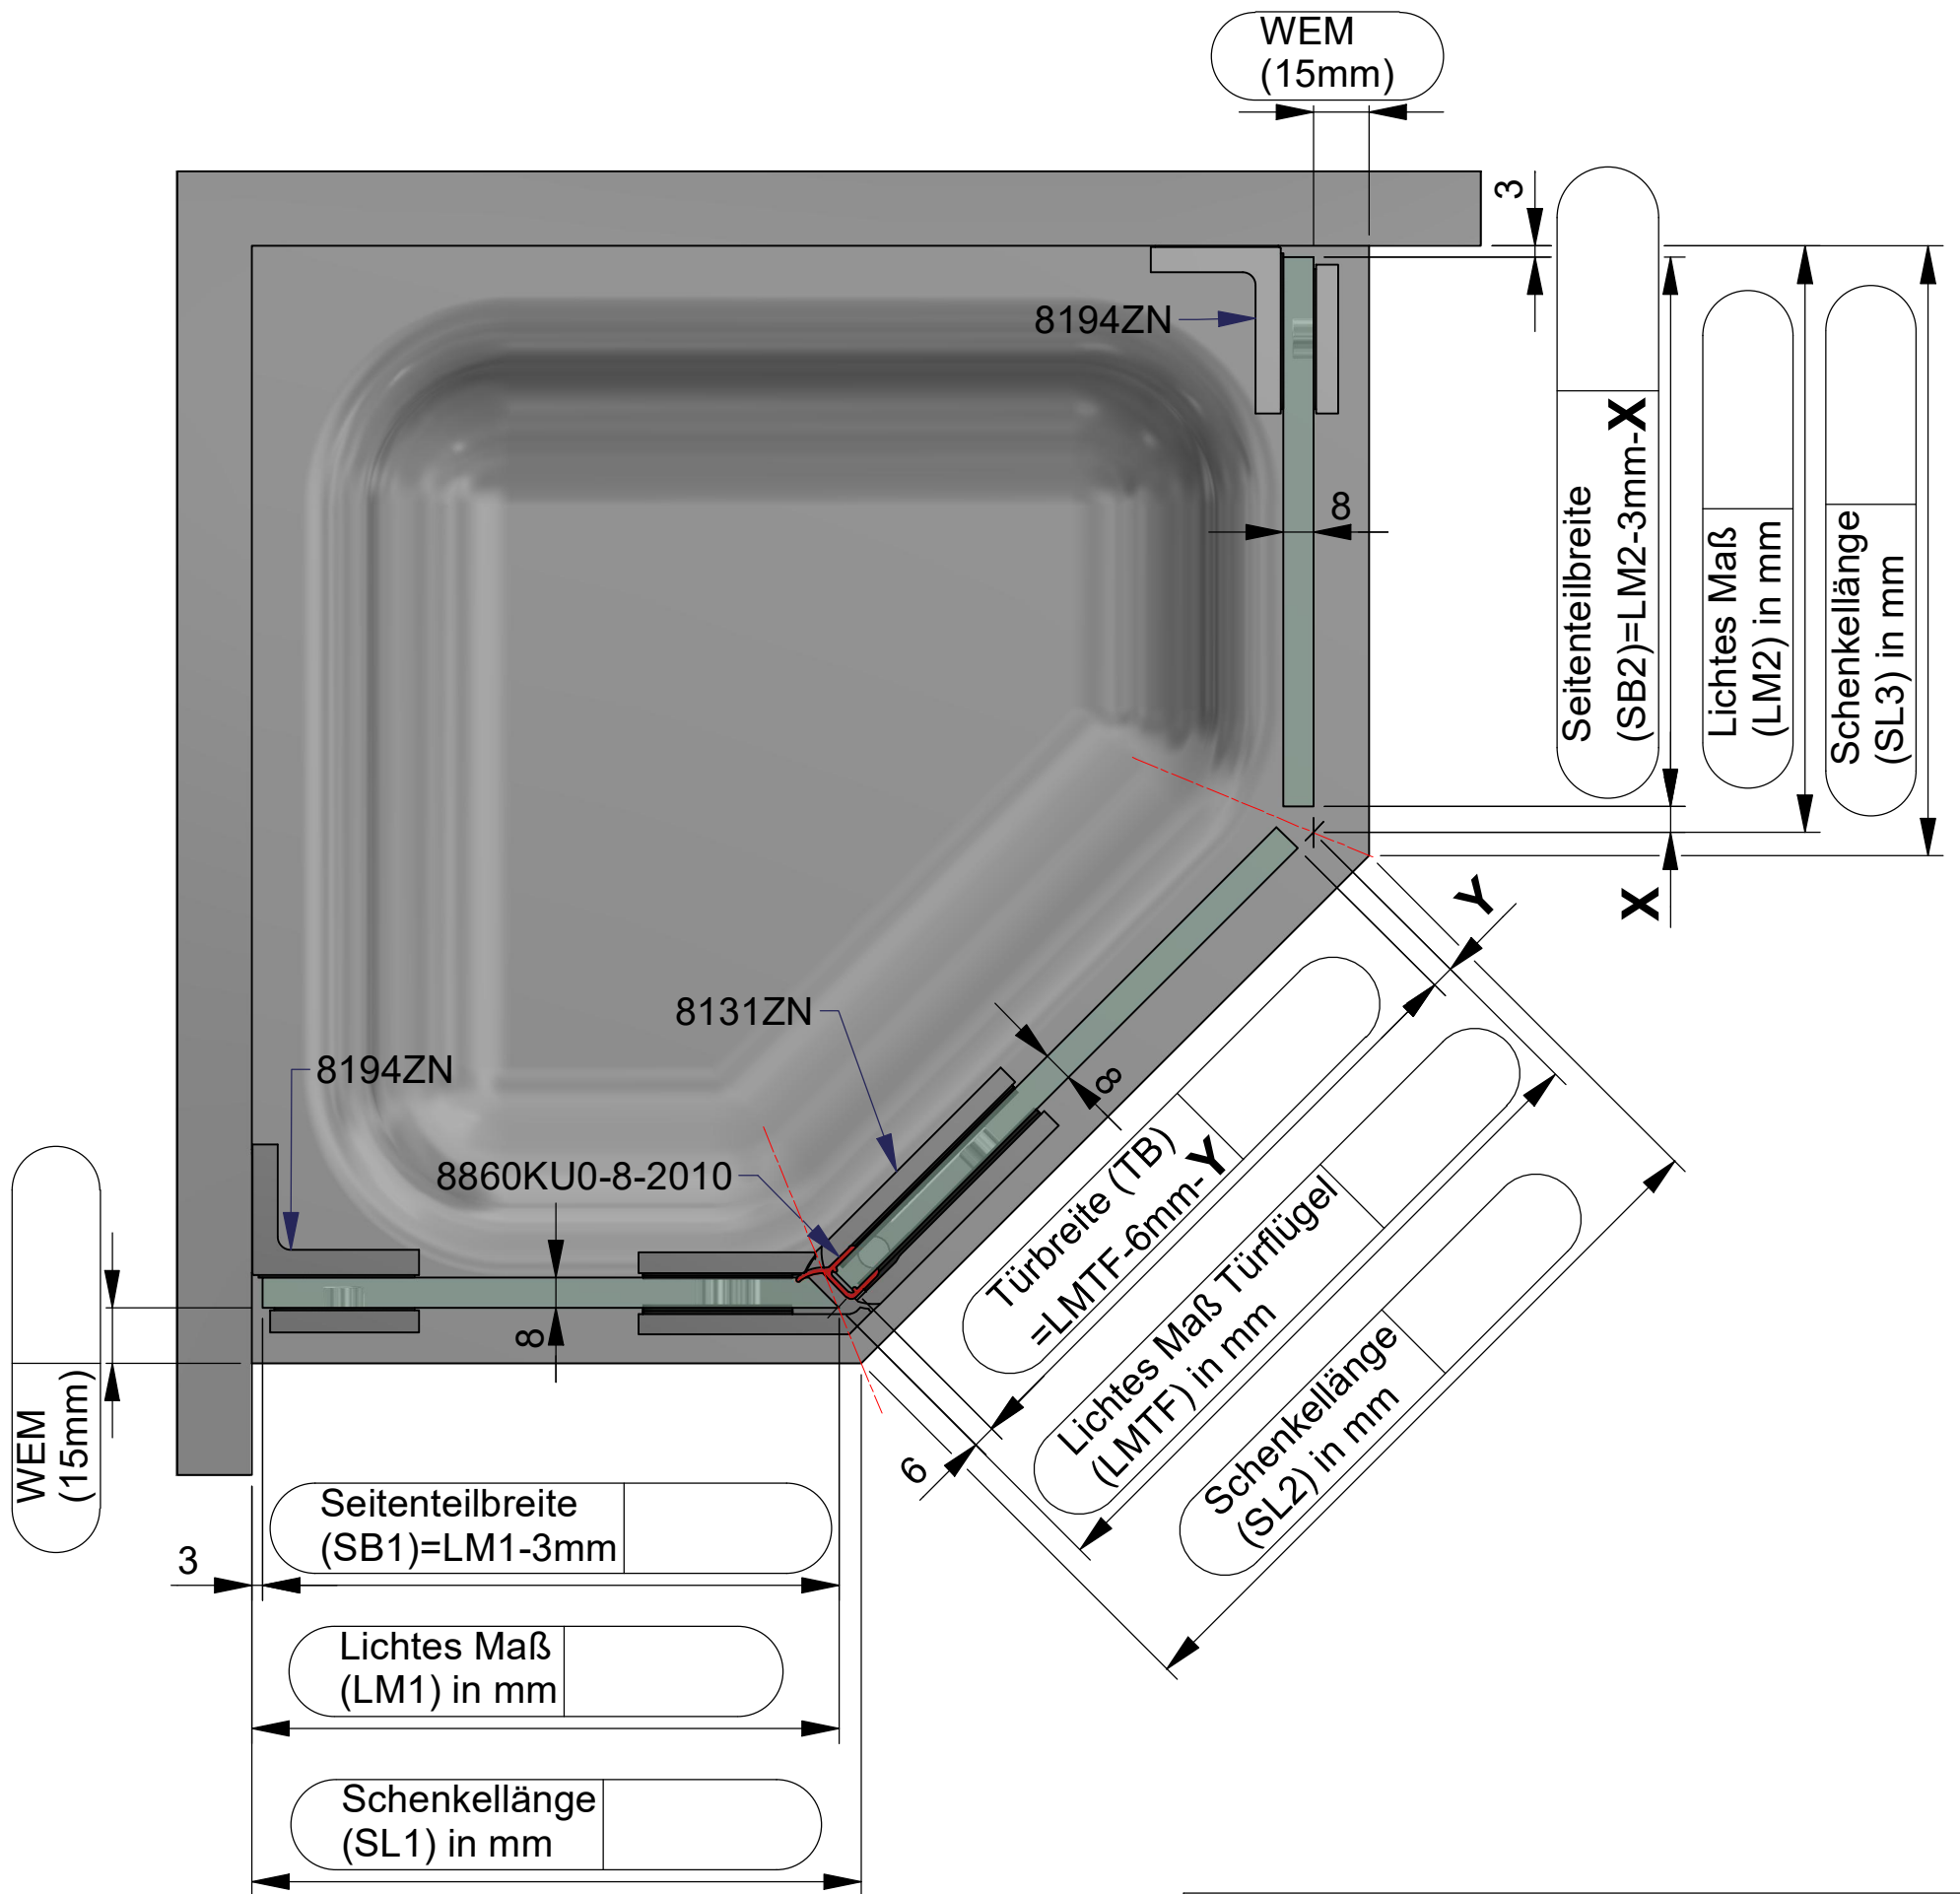 WEM
(15mm)
3
8194ZN
8
Seitenteilbreite
(SB2)=LM2-3mm-X
Lichtes Maß
(LM2) in mm
Schenkellänge
(SL3) in mm
X
Y
8131ZN
8
8194ZN
8860KU0-8-2010
Türbreite (TB)
=LMTF-6mm-Y
Lichtes Maß Türflügel
(LMTF) in mm
Schenkellänge
(SL2) in mm
6
8
WEM
(15mm)
Seitenteilbreite
(SB1)=LM1-3mm
3
Lichtes Maß
(LM1) in mm
Schenkellänge
(SL1) in mm